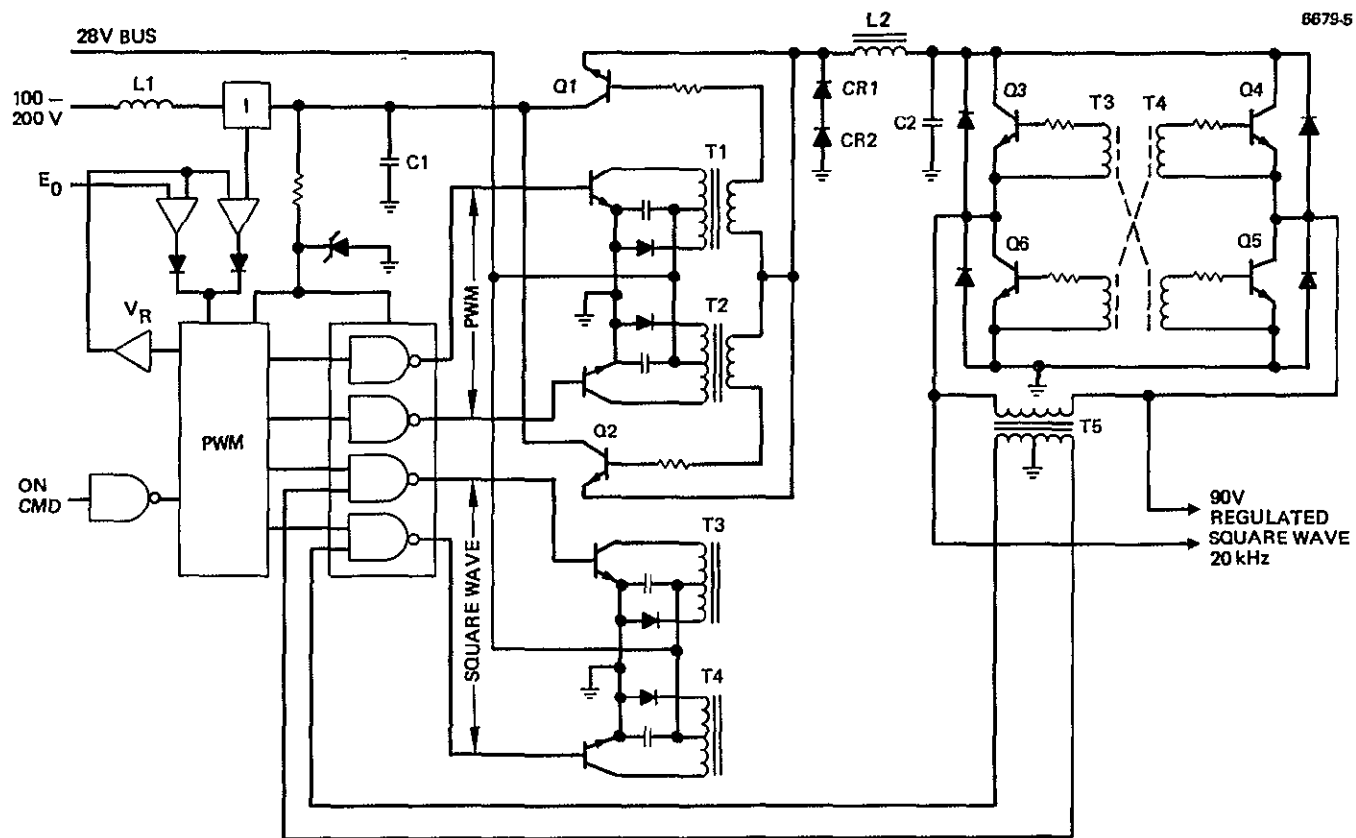 6679-5
28V BUS
L1
100 –
200 V
I
C1
E0
VR
PWM
ON
CMD
PWM
SQUARE WAVE
Q1
T1
T2
Q2
T3
T4
L2
CR1
CR2
C2
Q3
T3
T4
Q4
Q6
Q5
T5
90V
REGULATED
SQUARE WAVE
20 kHz